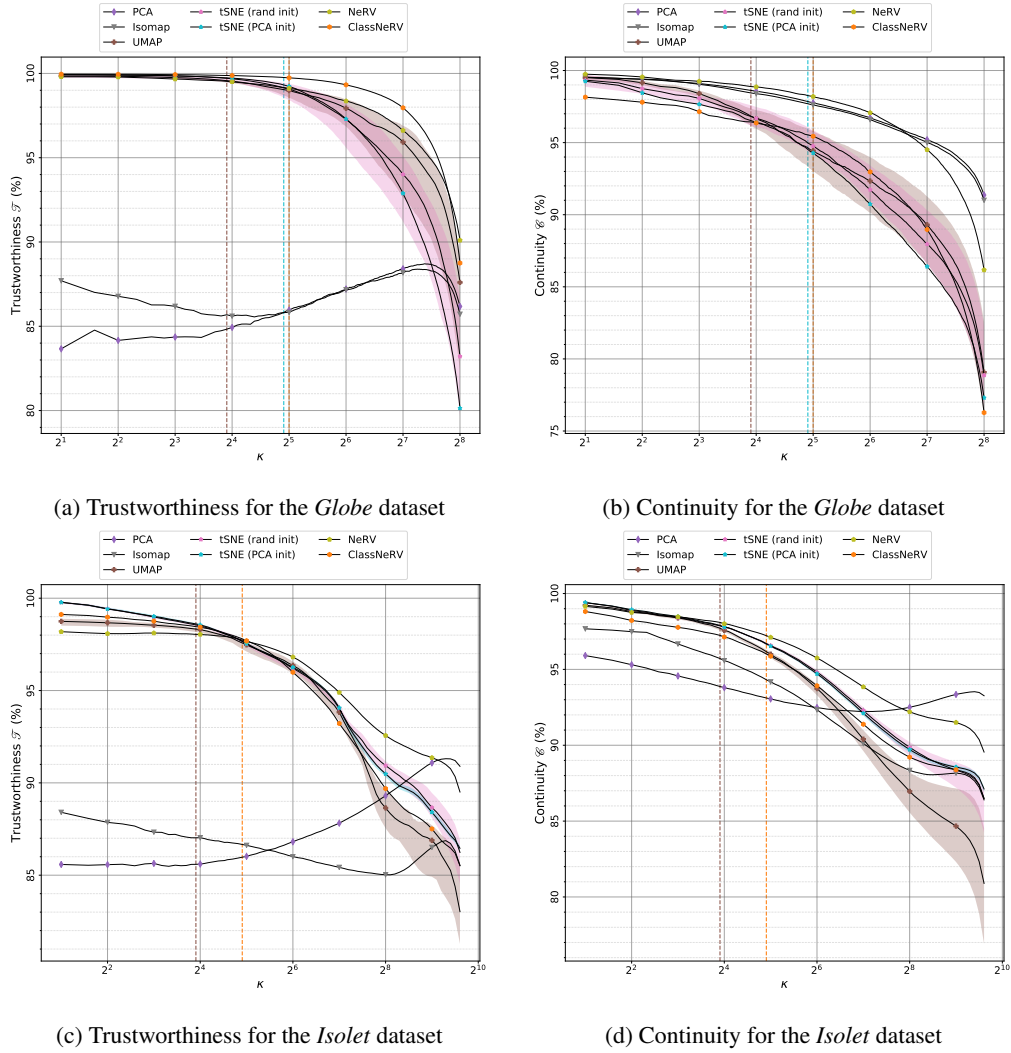 PCA
Isomap
UMAP
tSNE (rand init)
tSNE (PCA init)
NeRV
ClassNeRV
Trustworthiness 𝒯 (%)
100
95
90
85
80
2^1 2^2 2^3 2^4 2^5 2^6 2^7 2^8
κ
(a) Trustworthiness for the Globe dataset
PCA
Isomap
UMAP
tSNE (rand init)
tSNE (PCA init)
NeRV
ClassNeRV
Continuity 𝒞 (%)
100
95
90
85
80
75
2^1 2^2 2^3 2^4 2^5 2^6 2^7 2^8
κ
(b) Continuity for the Globe dataset
PCA
Isomap
UMAP
tSNE (rand init)
tSNE (PCA init)
NeRV
ClassNeRV
Trustworthiness 𝒯 (%)
100
95
90
85
2^2 2^4 2^6 2^8 2^10
κ
(c) Trustworthiness for the Isolet dataset
PCA
Isomap
UMAP
tSNE (rand init)
tSNE (PCA init)
NeRV
ClassNeRV
Continuity 𝒞 (%)
100
95
90
85
80
2^2 2^4 2^6 2^8 2^10
κ
(d) Continuity for the Isolet dataset